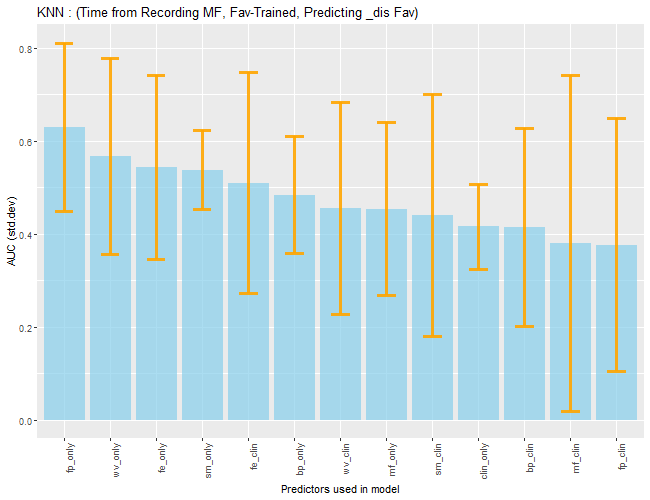 KNN : (Time from Recording MF, Fav-Trained, Predicting _dis Fav)
AUC (std.dev)
0.8
0.6
0.4
0.2
0.0
fp_only
wv_only
fe_only
sm_only
fe_clin
bp_only
wv_clin
mf_only
sm_clin
clin_only
bp_clin
mf_clin
fp_clin
Predictors used in model